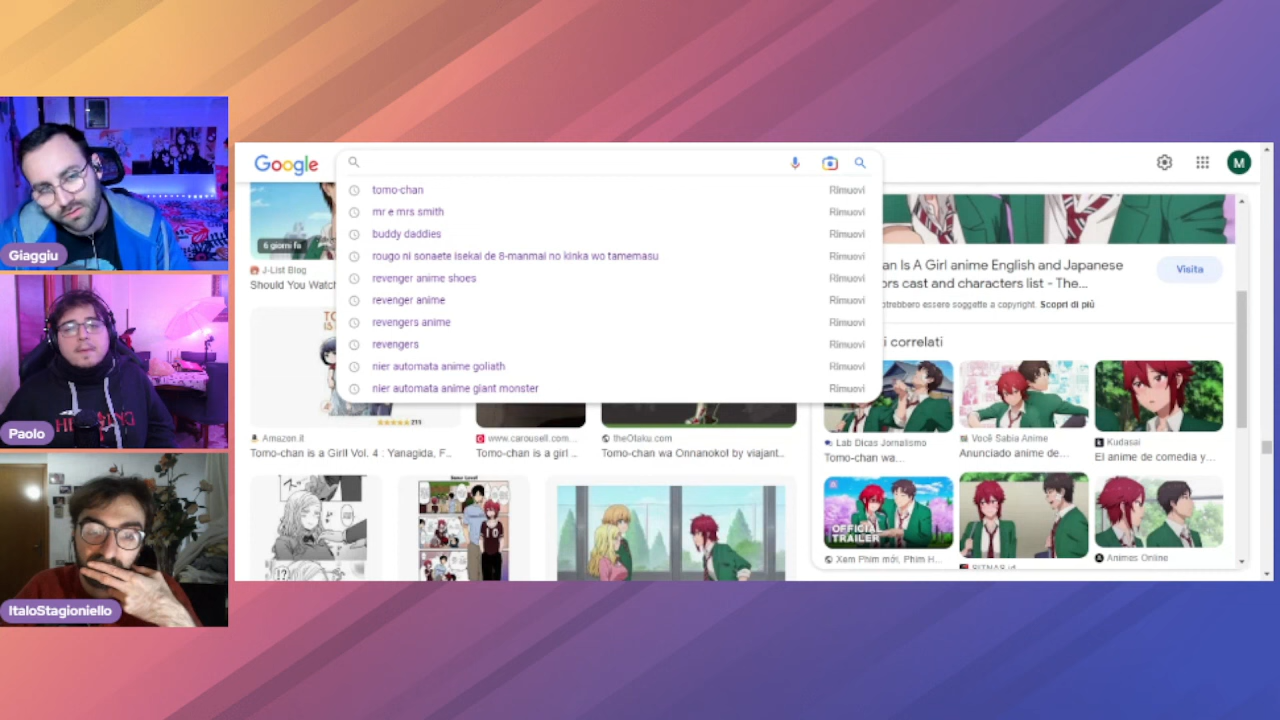 Giaggiu
Paolo
ItaloStagioniello
Google
M
tomo-chan Rimuovi
mr e mrs smith Rimuovi
buddy daddies Rimuovi
rougo ni sonaete isekai de 8-manmai no kinka wo tamemasu Rimuovi
revenger anime shoes Rimuovi
revenger anime Rimuovi
revengers anime Rimuovi
revengers Rimuovi
nier automata anime goliath Rimuovi
nier automata anime giant monster Rimuovi
6 giorni fa
J-List Blog
Should You Watch
211
Amazon.it
Tomo-chan is a Girl! Vol. 4 : Yanagida, F...
www.carousell.com...
Tomo-chan is a girl ...
theOtaku.com
Tomo-chan wa Onnanoko! by viajant...
an Is A Girl anime English and Japanese
ors cast and characters list - The...
Visita
otrebbero essere soggette a copyright. Scopri di più
i correlati
Lab Dicas Jornalismo
Tomo-chan wa...
Você Sabia Anime
Anunciado anime de...
Kudasai
El anime de comedia y...
OFFICIAL
TRAILER
Xem Phim mới, Phim H...
Animes Online